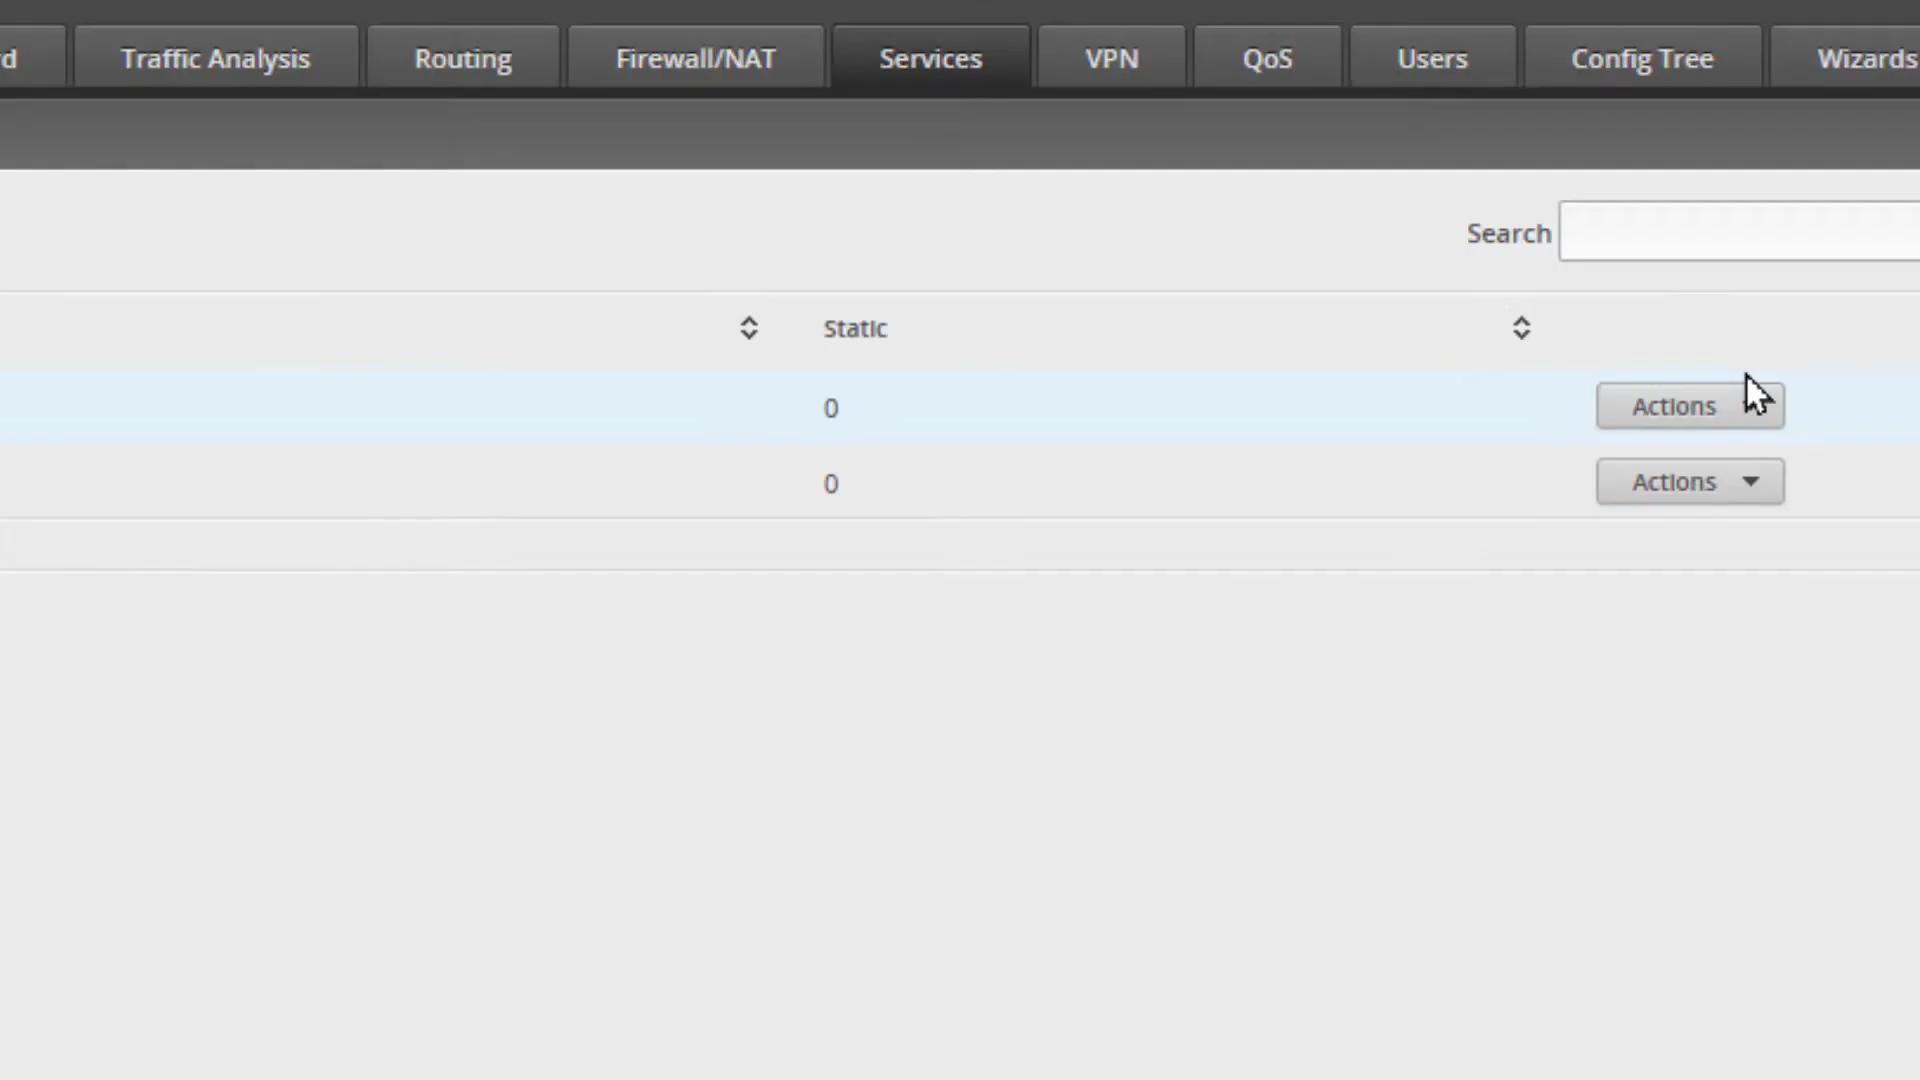 d Traffic Analysis Routing Firewall/NAT Services VPN QoS Users Config Tree Wizards
Search
Static
0 Actions
0 Actions